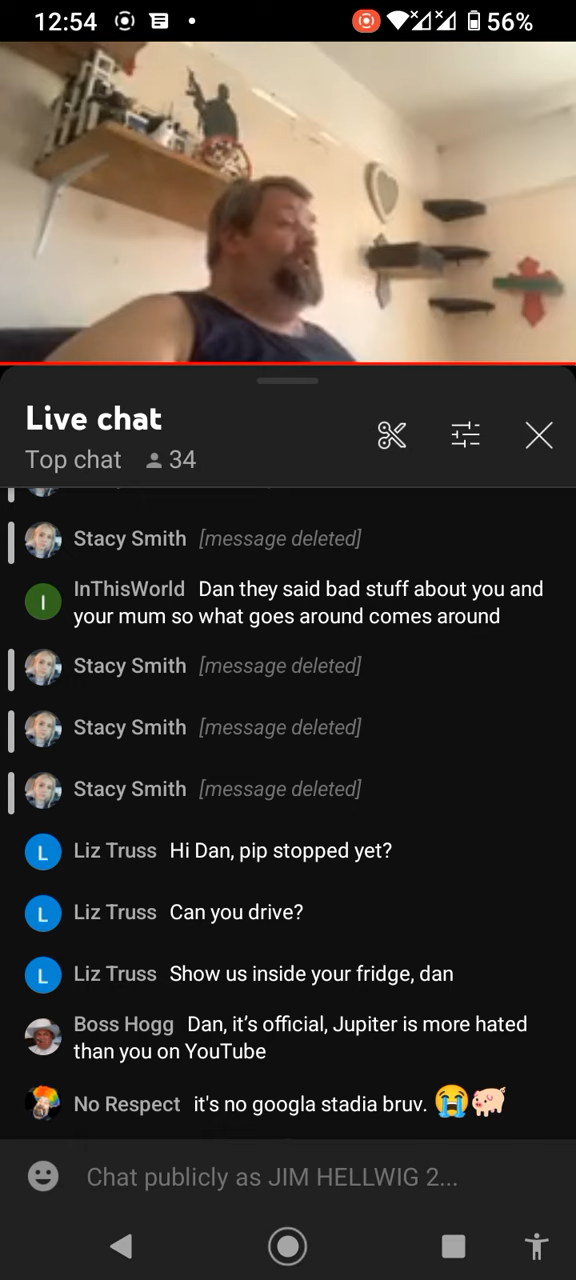 12:54
56%
Live chat
Top chat 34
Stacy Smith [message deleted]
InThisWorld Dan they said bad stuff about you and
your mum so what goes around comes around
Stacy Smith [message deleted]
Stacy Smith [message deleted]
Stacy Smith [message deleted]
L Liz Truss Hi Dan, pip stopped yet?
L Liz Truss Can you drive?
L Liz Truss Show us inside your fridge, dan
Boss Hogg Dan, it’s official, Jupiter is more hated
than you on YouTube
No Respect it's no googla stadia bruv. 😭🐖
Chat publicly as JIM HELLWIG 2...